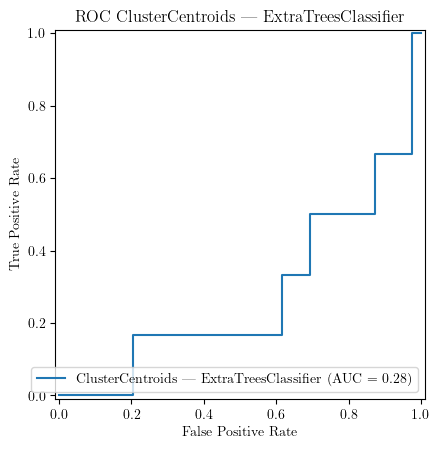 ROC ClusterCentroids — ExtraTreesClassifier
True Positive Rate
1.0
0.8
0.6
0.4
0.2
0.0
ClusterCentroids — ExtraTreesClassifier (AUC = 0.28)
0.0 0.2 0.4 0.6 0.8 1.0
False Positive Rate